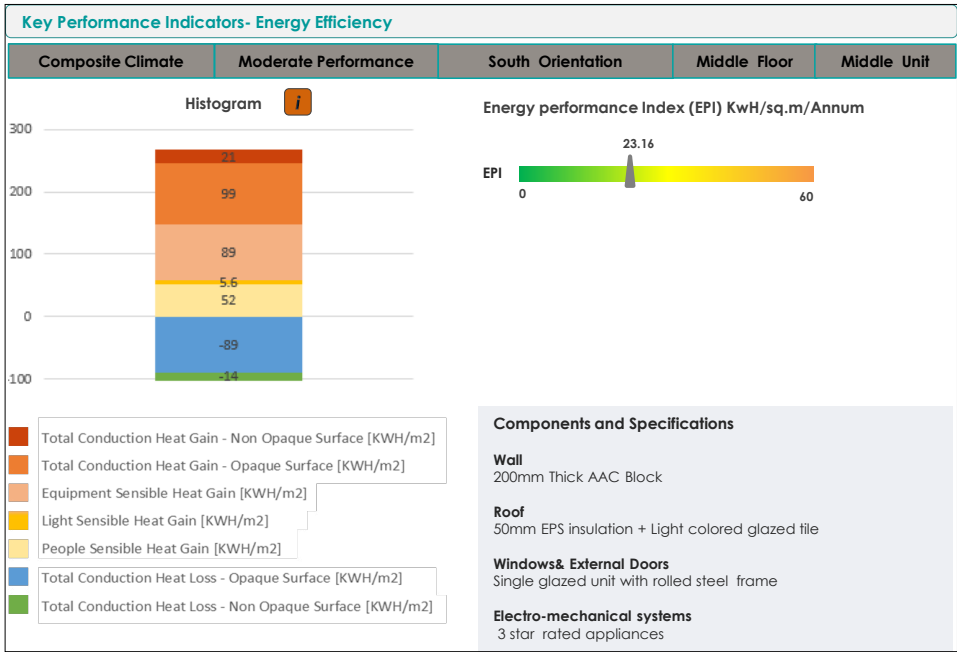 Key Performance Indicators- Energy Efficiency
Composite Climate
Moderate Performance
South Orientation
Middle Floor
Middle Unit
Histogram
i
300
200
100
0
-100
21
99
89
5.6
52
-89
-14
Energy performance Index (EPI) KwH/sq.m/Annum
23.16
EPI
0
60
Total Conduction Heat Gain - Non Opaque Surface [KWH/m2]
Total Conduction Heat Gain - Opaque Surface [KWH/m2]
Equipment Sensible Heat Gain [KWH/m2]
Light Sensible Heat Gain [KWH/m2]
People Sensible Heat Gain [KWH/m2]
Total Conduction Heat Loss - Opaque Surface [KWH/m2]
Total Conduction Heat Loss - Non Opaque Surface [KWH/m2]
Components and Specifications
Wall
200mm Thick AAC Block
Roof
50mm EPS insulation + Light colored glazed tile
Windows& External Doors
Single glazed unit with rolled steel frame
Electro-mechanical systems
3 star rated appliances